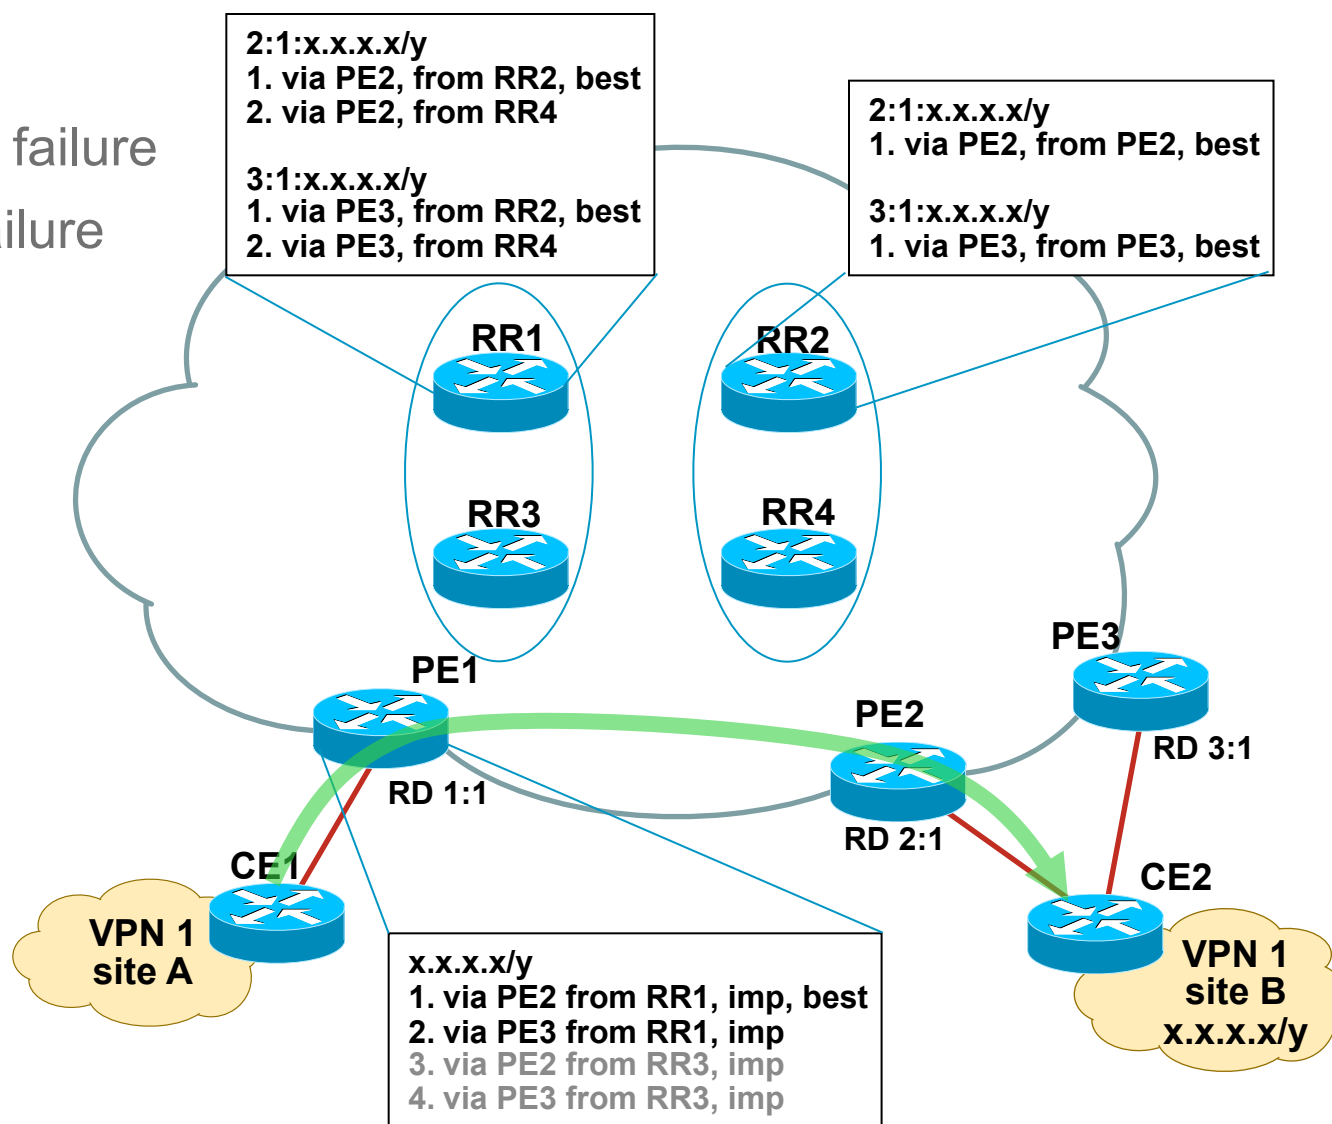 failure
ailure
2:1:x.x.x.x/y
1. via PE2, from RR2, best
2. via PE2, from RR4
3:1:x.x.x.x/y
1. via PE3, from RR2, best
2. via PE3, from RR4
2:1:x.x.x.x/y
1. via PE2, from PE2, best
3:1:x.x.x.x/y
1. via PE3, from PE3, best
RR1
RR2
RR3
RR4
PE1
RD 1:1
PE2
RD 2:1
PE3
RD 3:1
CE1
VPN 1
site A
CE2
VPN 1
site B
x.x.x.x/y
x.x.x.x/y
1. via PE2 from RR1, imp, best
2. via PE3 from RR1, imp
3. via PE2 from RR3, imp
4. via PE3 from RR3, imp